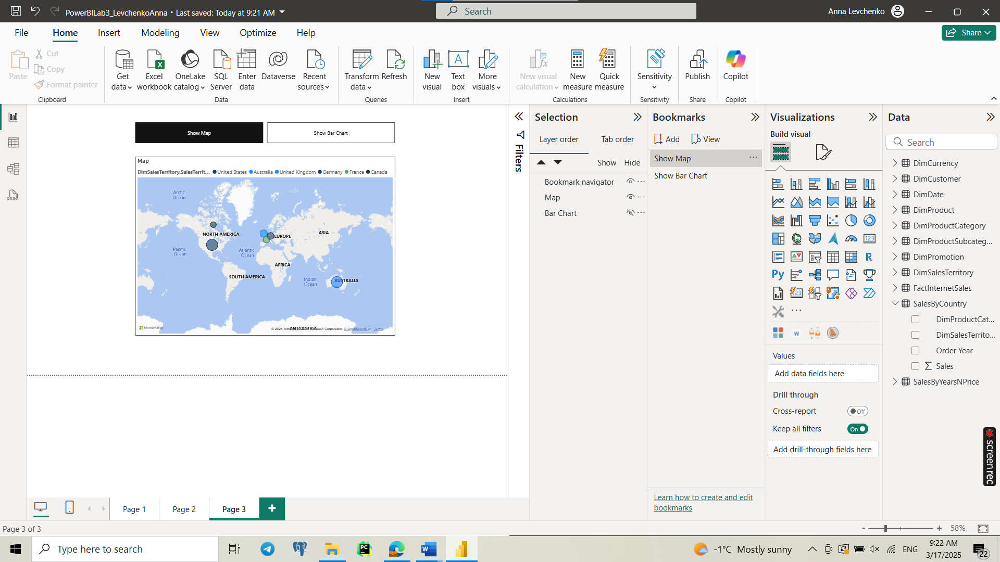 PowerBILab3_LevchenkoAnna • Last saved: Today at 9:21 AM
Search
Anna Levchenko
File Home Insert Modeling View Optimize Help
Share
Paste
Cut
Copy
Format painter
Clipboard
Get data
Excel workbook
OneLake catalog
SQL Server
Enter data
Dataverse
Recent sources
Data
Transform data
Refresh
Queries
New visual
Text box
More visuals
Insert
New visual calculation
New measure
Quick measure
Calculations
Sensitivity
Sensitivity
Publish
Share
Copilot
Copilot
Show Map
Show Bar Chart
Map
DimSalesTerritory.SalesTerrit... United States Australia United Kingdom Germany France Canada
Arctic Ocean
NORTH AMERICA
EUROPE
ASIA
Pacific Ocean
Atlantic Ocean
AFRICA
SOUTH AMERICA
Indian Ocean
AUSTRALIA
ANTARCTICA
Microsoft Bing
© OpenStreetMap Terms
Filters
Selection
Layer order Tab order
Show Hide
Bookmark navigator
Map
Bar Chart
Bookmarks
Add View
Show Map
Show Bar Chart
Learn how to create and edit bookmarks
Visualizations
Build visual
123
R
Py
123
W
Values
Add data fields here
Drill through
Cross-report Off
Keep all filters On
Add drill-through fields here
Data
Search
DimCurrency
DimCustomer
DimDate
DimProduct
DimProductCategory
DimProductSubcateg...
DimPromotion
DimSalesTerritory
FactInternetSales
SalesByCountry
DimProductCat...
DimSalesTerrito...
Order Year
Σ Sales
SalesByYearsNPrice
screen rec
DAX
Page 1 Page 2 Page 3 +
Page 3 of 3
- + 58%
Type here to search
PC
W
-1°C Mostly sunny
ENG
9:22 AM
3/17/2025
22